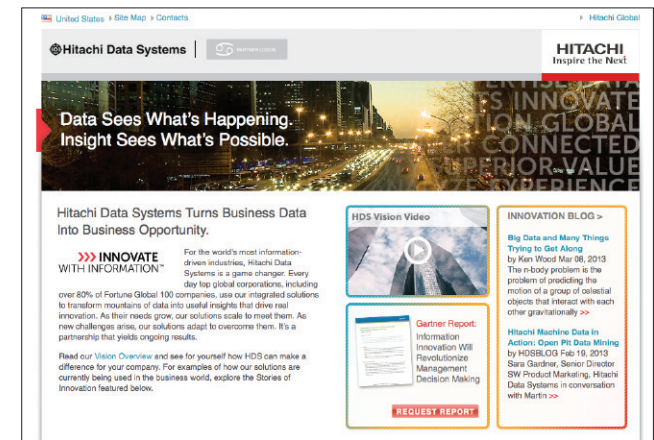 United States › Site Map › Contacts
Hitachi Global
Hitachi Data Systems
PARTNER LOGIN
HITACHI
Inspire the Next
Data Sees What's Happening.
Insight Sees What's Possible.
INNOVATE
GLOBAL
CONNECTED
SUPERIOR VALUE
EXPERIENCE
Hitachi Data Systems Turns Business Data
Into Business Opportunity.
››› INNOVATE
WITH INFORMATION™
For the world's most information-
driven industries, Hitachi Data
Systems is a game changer. Every
day top global corporations, including
over 80% of Fortune Global 100 companies, use our integrated solutions
to transform mountains of data into useful insights that drive real
innovation. As their needs grow, our solutions scale to meet them. As
new challenges arise, our solutions adapt to overcome them. It's a
partnership that yields ongoing results.
Read our Vision Overview and see for yourself how HDS can make a
difference for your company. For examples of how our solutions are
currently being used in the business world, explore the Stories of
Innovation featured below.
HDS Vision Video
Gartner Report:
Information
Innovation Will
Revolutionize
Management
Decision Making
REQUEST REPORT
INNOVATION BLOG >
Big Data and Many Things
Trying to Get Along
by Ken Wood Mar 08, 2013
The n-body problem is the
problem of predicting the
motion of a group of celestial
objects that interact with each
other gravitationally >>
Hitachi Machine Data in
Action: Open Pit Data Mining
by HDSBLOG Feb 19, 2013
Sara Gardner, Senior Director
SW Product Marketing, Hitachi
Data Systems in conversation
with Martin >>